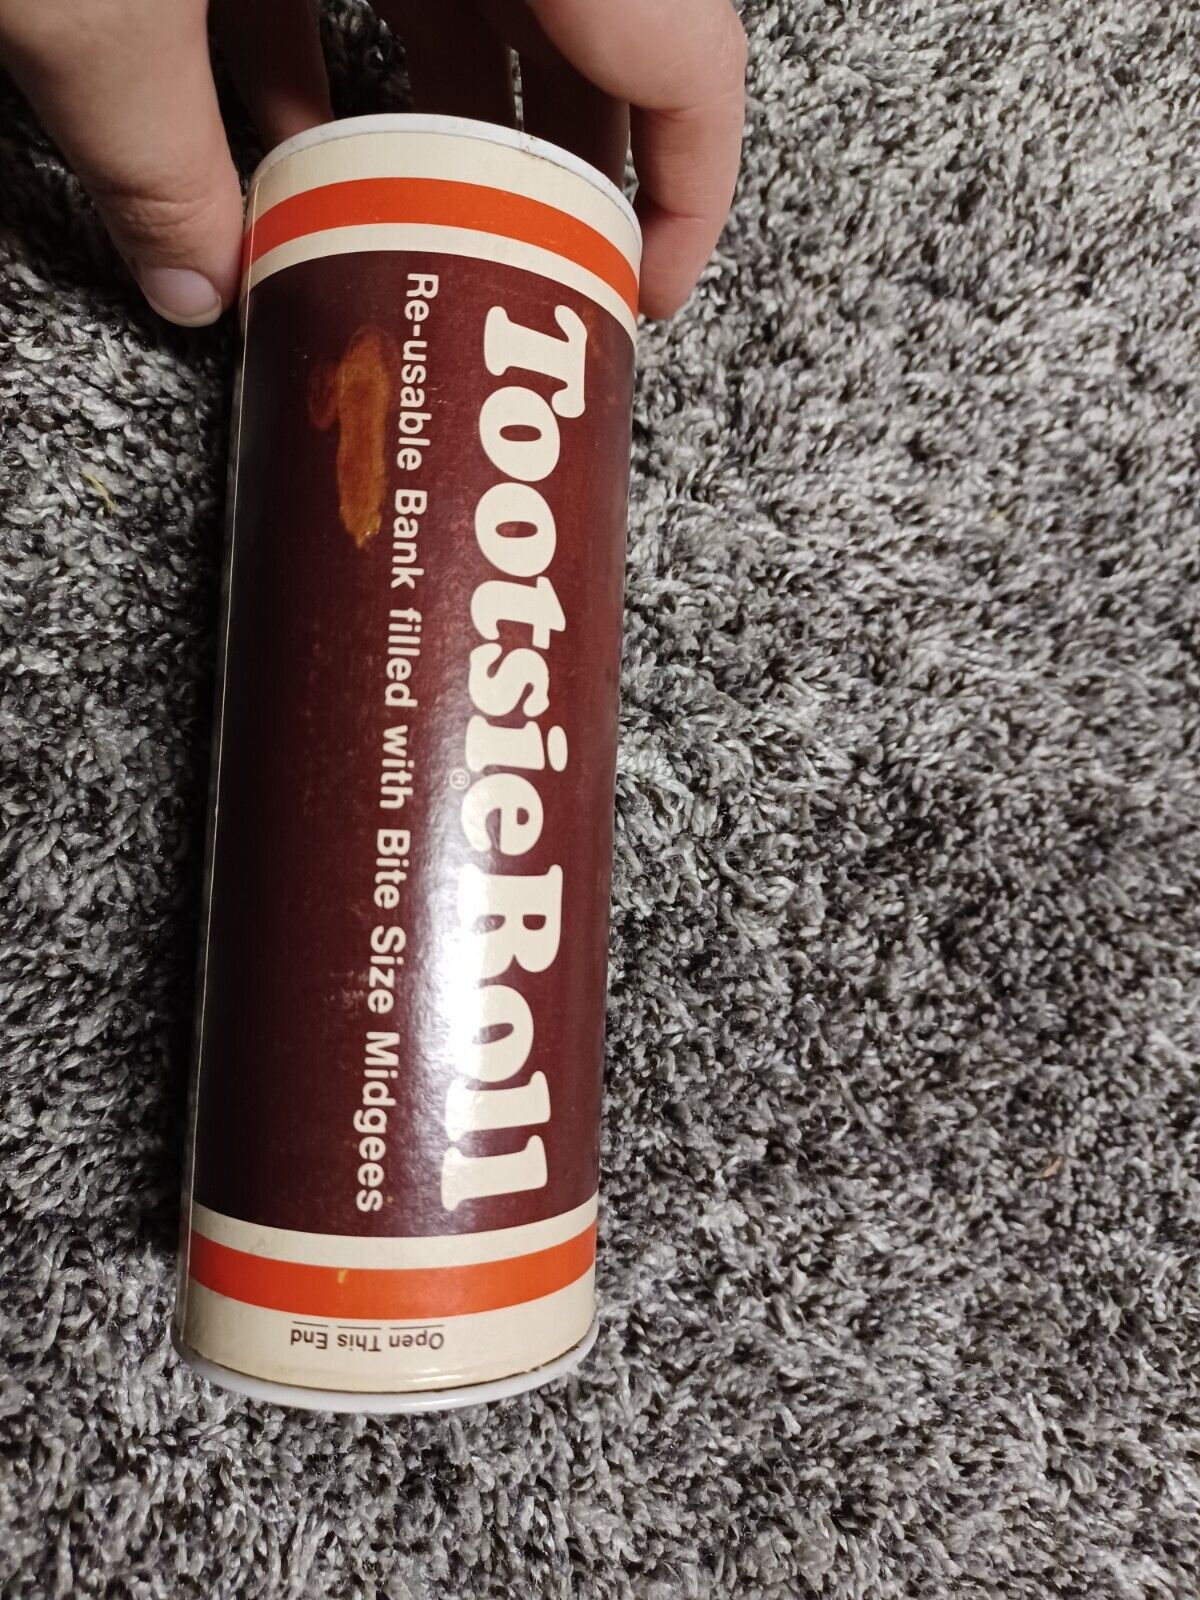 Tootsie Roll®
Re-usable Bank filled with Bite Size Midgees
Open This End